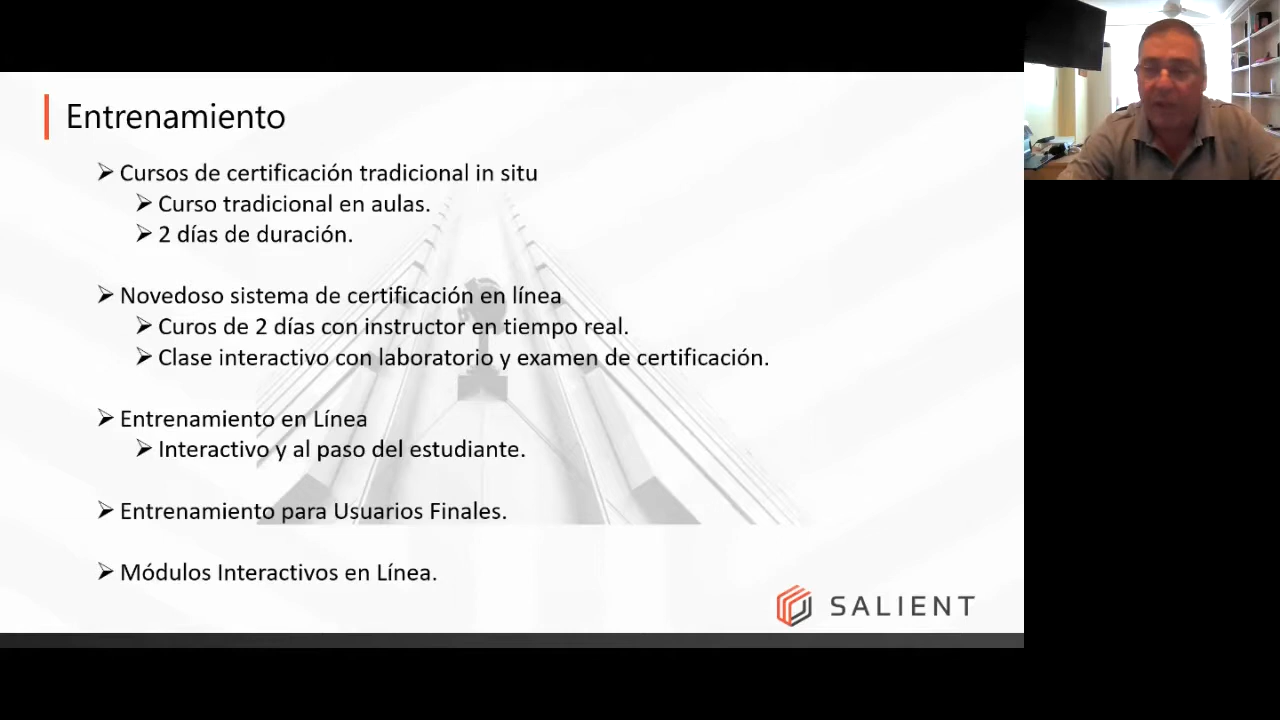 Entrenamiento
Cursos de certificación tradicional in situ
Curso tradicional en aulas.
2 días de duración.
Novedoso sistema de certificación en línea
Curos de 2 días con instructor en tiempo real.
Clase interactivo con laboratorio y examen de certificación.
Entrenamiento en Línea
Interactivo y al paso del estudiante.
Entrenamiento para Usuarios Finales.
Módulos Interactivos en Línea.
SALIENT